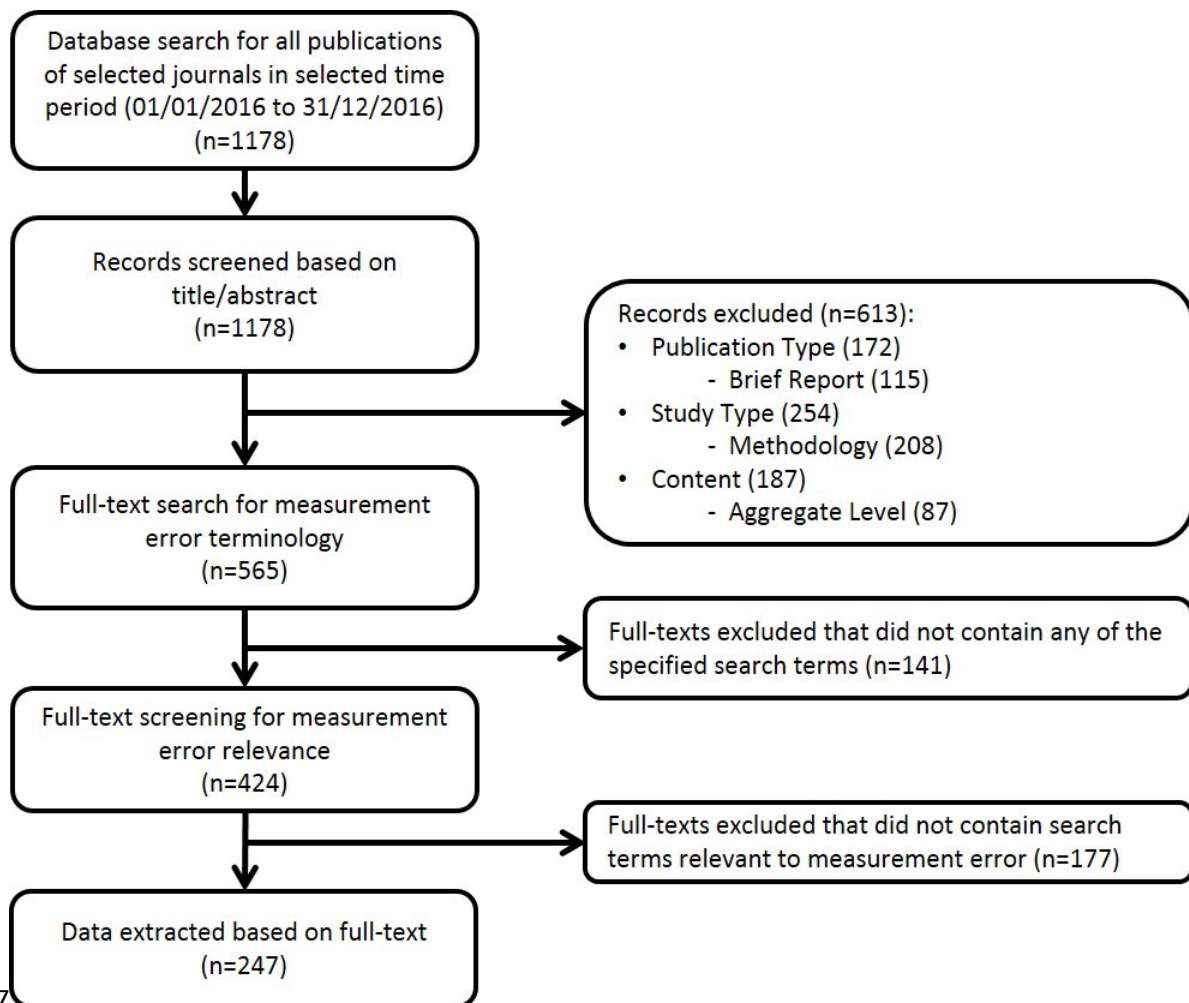 Database search for all publications
of selected journals in selected time
period (01/01/2016 to 31/12/2016)
(n=1178)
Records screened based on
title/abstract
(n=1178)
Records excluded (n=613):
• Publication Type (172)
- Brief Report (115)
• Study Type (254)
- Methodology (208)
• Content (187)
- Aggregate Level (87)
Full-text search for measurement
error terminology
(n=565)
Full-texts excluded that did not contain any of the
specified search terms (n=141)
Full-text screening for measurement
error relevance
(n=424)
Full-texts excluded that did not contain search
terms relevant to measurement error (n=177)
Data extracted based on full-text
(n=247)
7